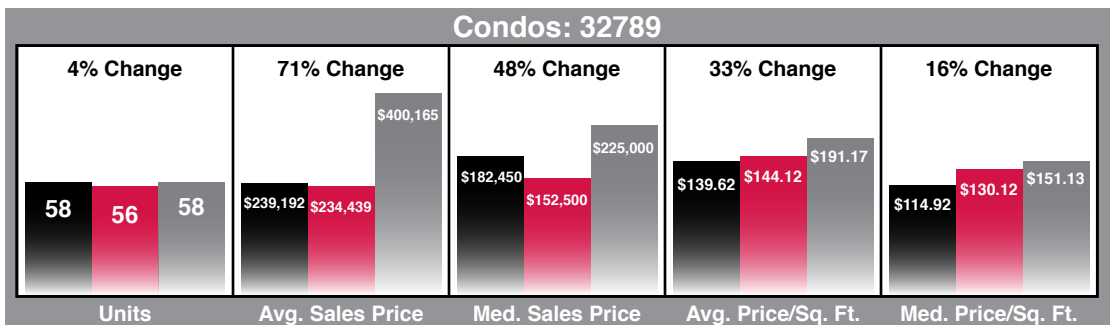 Condos: 32789
4% Change
58
56
58
Units
71% Change
$239,192
$234,439
$400,165
Avg. Sales Price
48% Change
$182,450
$152,500
$225,000
Med. Sales Price
33% Change
$139.62
$144.12
$191.17
Avg. Price/Sq. Ft.
16% Change
$114.92
$130.12
$151.13
Med. Price/Sq. Ft.